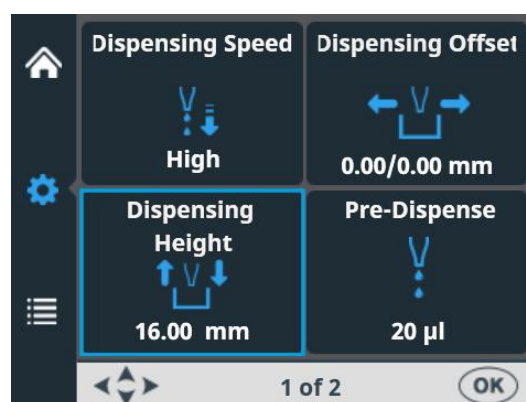 Dispensing Speed
High
Dispensing Offset
0.00/0.00 mm
Dispensing
Height
16.00 mm
Pre-Dispense
20 µl
1 of 2
OK